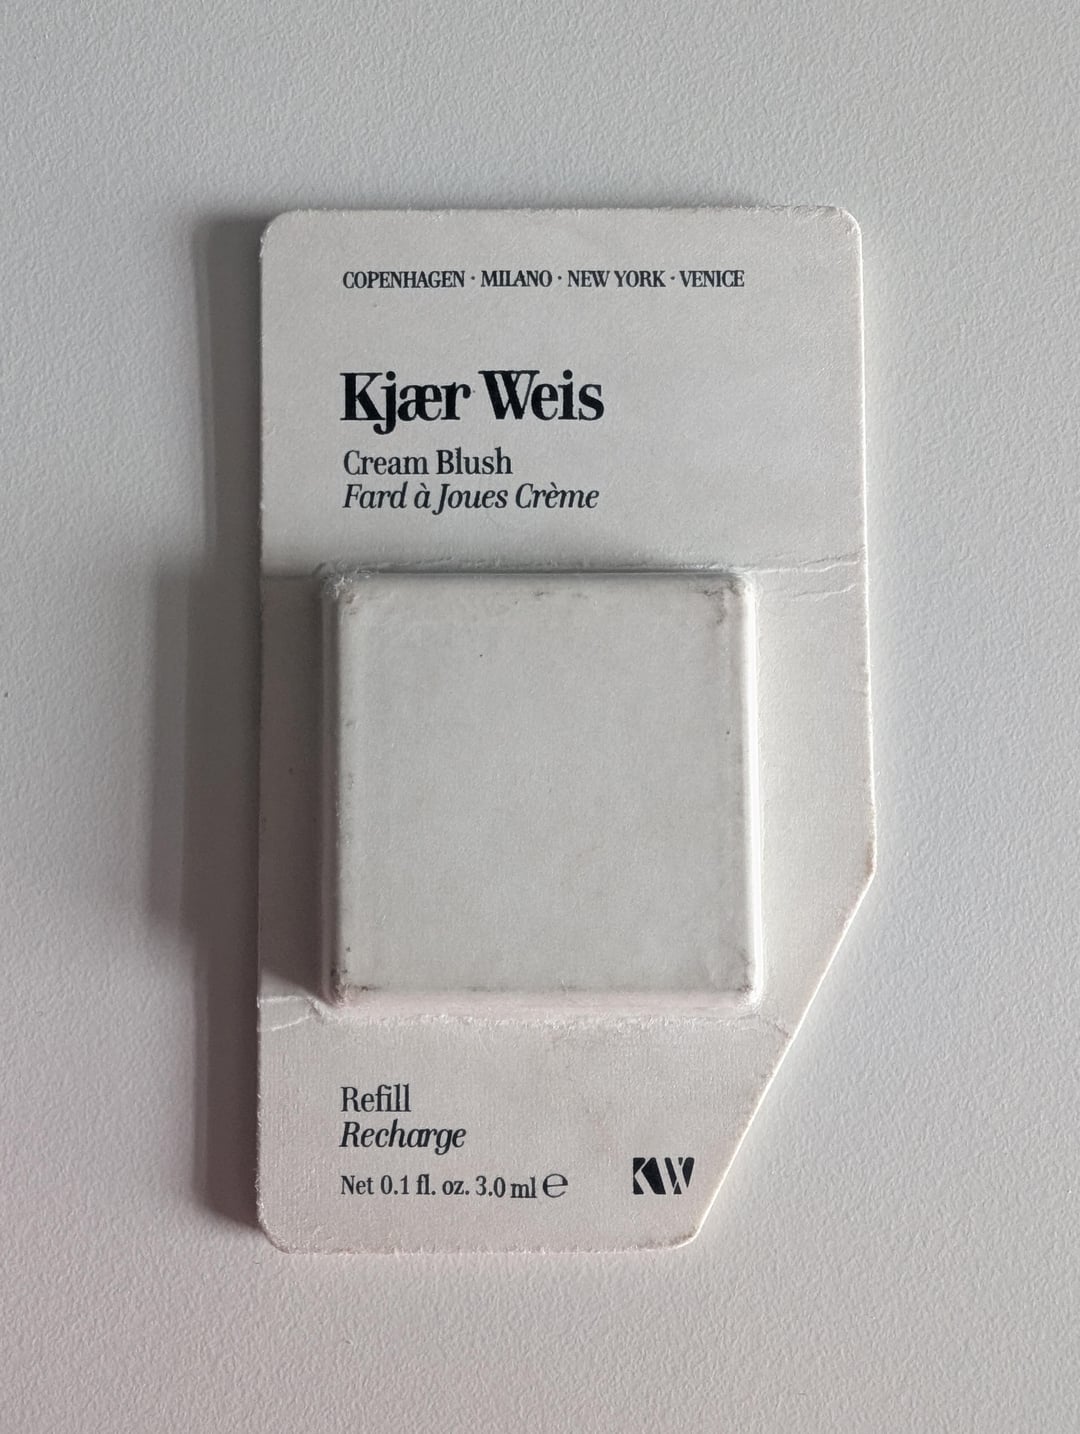 COPENHAGEN · MILANO · NEW YORK · VENICE
Kjær Weis
Cream Blush
Fard à Joues Crème
Refill
Recharge
Net 0.1 fl. oz. 3.0 ml ℮
KW